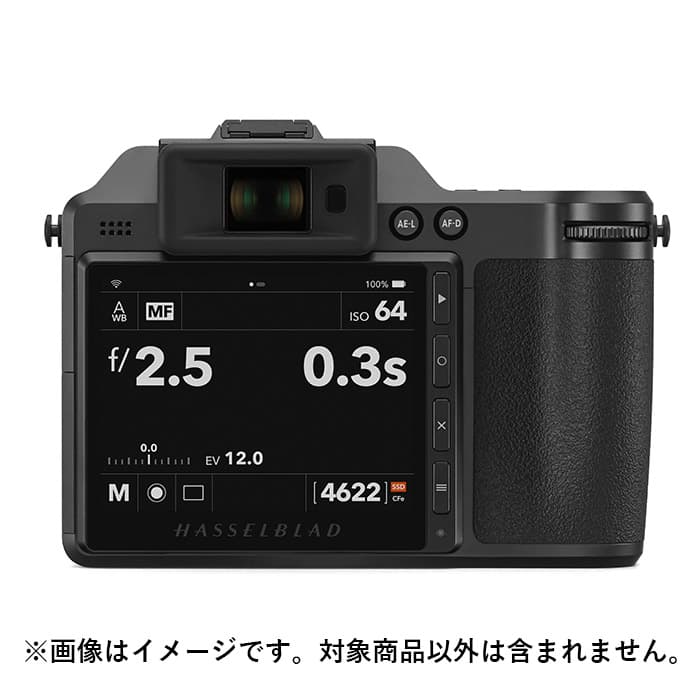 AE-L AF-D
100%
A
WB
MF
ISO 64
f/2.5 0.3s
0.0
EV 12.0
M
[4622] SSD
CFe
HASSELBLAD
※画像はイメージです。対象商品以外は含まれません。